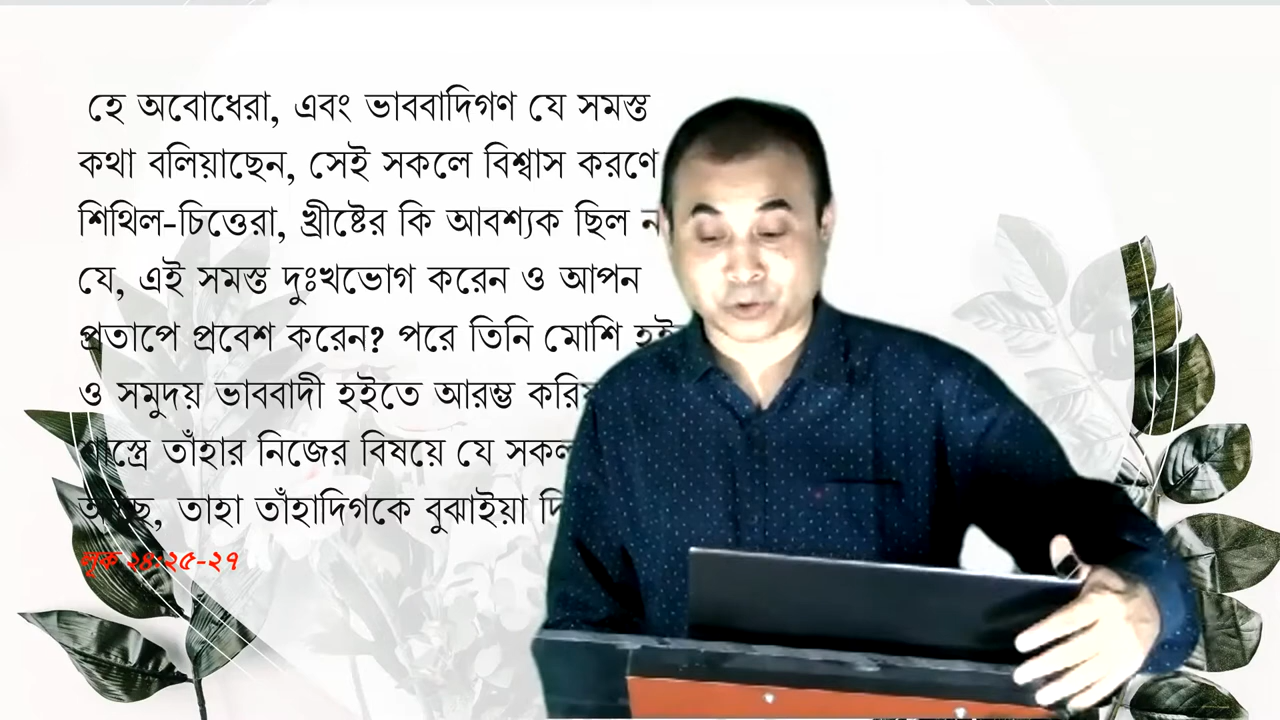 হে অবোধেরা, এবং ভাববাদিগণ যে সমস্ত
কথা বলিয়াছেন, সেই সকলে বিশ্বাস করণে
শিথিল-চিত্তেরা, খ্রীষ্টের কি আবশ্যক ছিল ন
যে, এই সমস্ত দুঃখভোগ করেন ও আপন
প্রতাপে প্রবেশ করেন? পরে তিনি মোশি
ও সমুদয় ভাববাদী হইতে আরম্ভ
শাস্ত্রে তাঁহার নিজের বিষয়ে যে সকল
আছে, তাহা তাঁহাদিগকে বুঝাইয়া
লূক ২৪:২৫-২৭